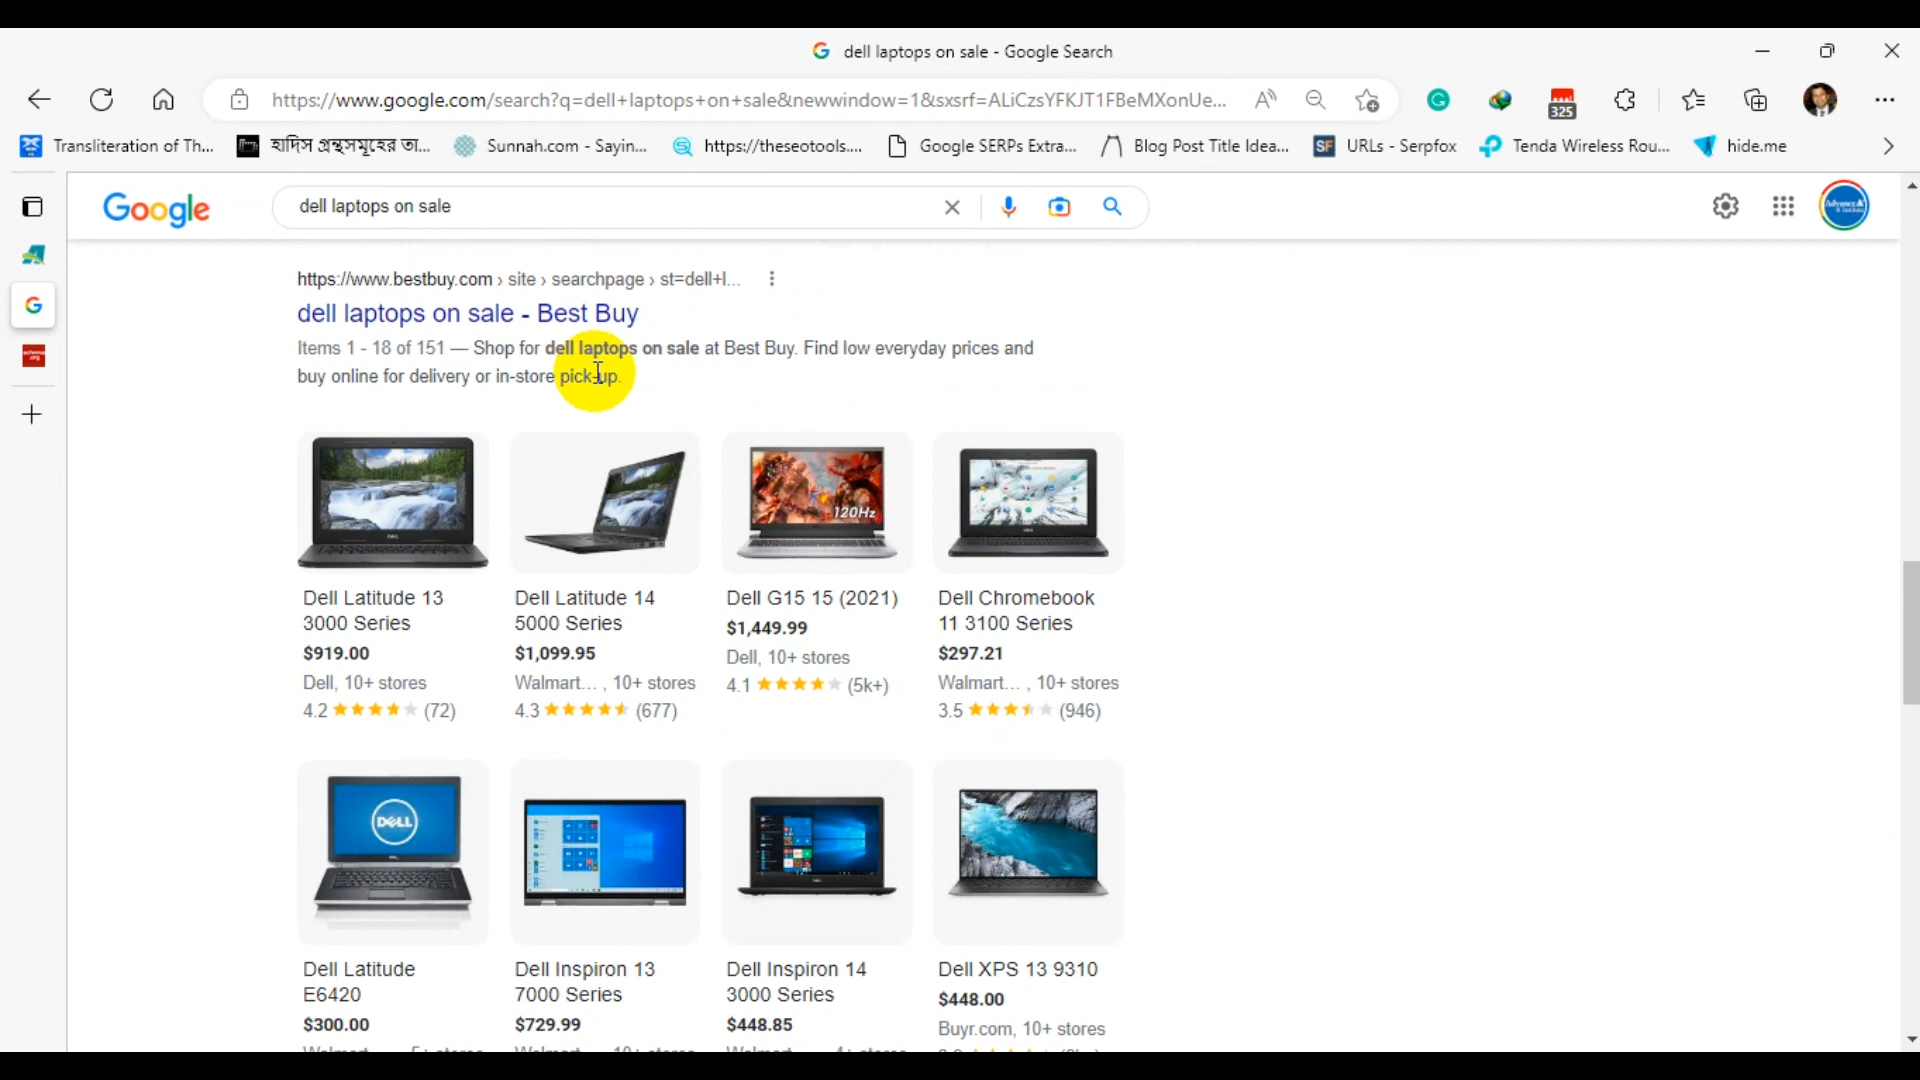 dell laptops on sale - Google Search
https://www.google.com/search?q=dell+laptops+on+sale&newwindow=1&sxsrf=ALiCzsYFKJT1FBeMXonUe...
325
Transliteration of Th...
হাদিস গ্রন্থসমূহের তা...
Sunnah.com - Sayin...
https://theseotools....
Google SERPs Extra...
Blog Post Title Idea...
SF URLs - Serpfox
Tenda Wireless Rou...
hide.me
Google
dell laptops on sale
https://www.bestbuy.com › site › searchpage › st=dell+l...
dell laptops on sale - Best Buy
Items 1 - 18 of 151 — Shop for dell laptops on sale at Best Buy. Find low everyday prices and
buy online for delivery or in-store pick-up.
120Hz
Dell Latitude 13
3000 Series
$919.00
Dell, 10+ stores
4.2 (72)
Dell Latitude 14
5000 Series
$1,099.95
Walmart... , 10+ stores
4.3 (677)
Dell G15 15 (2021)
$1,449.99
Dell, 10+ stores
4.1 (5k+)
Dell Chromebook
11 3100 Series
$297.21
Walmart... , 10+ stores
3.5 (946)
DELL
Dell Latitude
E6420
$300.00
Dell Inspiron 13
7000 Series
$729.99
Dell Inspiron 14
3000 Series
$448.85
Dell XPS 13 9310
$448.00
Buyr.com, 10+ stores